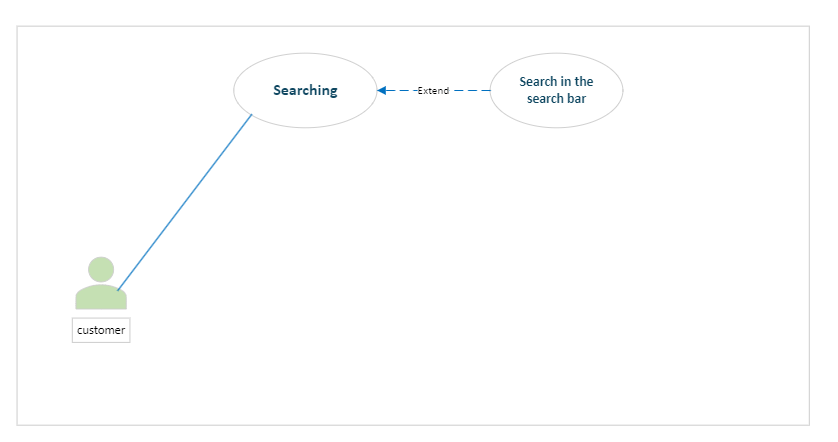 Searching
Extend
Search in the
search bar
customer